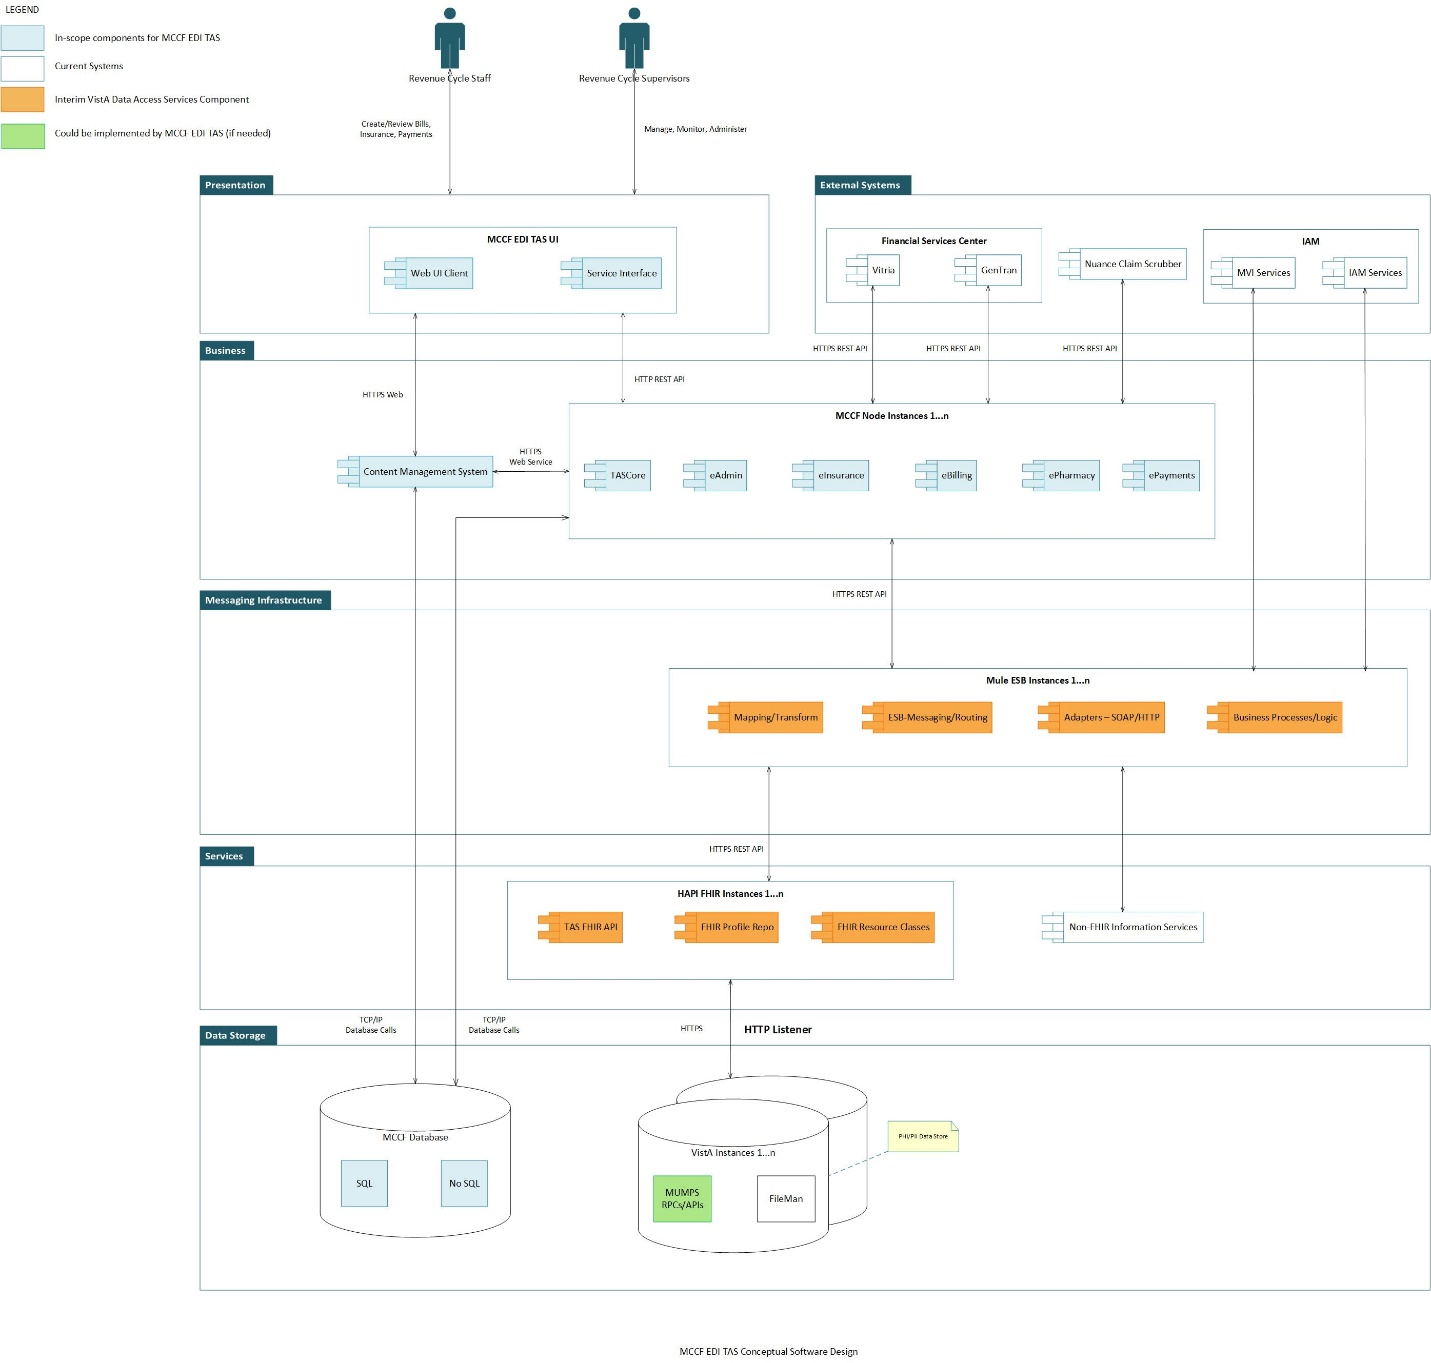 LEGEND
In-scope components for MCCF EDI TAS
Current Systems
Interim VistA Data Access Services Component
Could be implemented by MCCF EDI TAS (if needed)
Revenue Cycle Staff
Revenue Cycle Supervisors
Create/Review Bills,
Insurance, Payments
Manage, Monitor, Administer
Presentation
MCCF EDI TAS UI
Web UI Client
Service Interface
External Systems
Financial Services Center
Vitria
GenTran
Nuance Claim Scrubber
IAM
MVI Services
IAM Services
Business
HTTPS REST API
HTTPS REST API
HTTPS REST API
HTTPS Web
HTTP REST API
MCCF Node Instances 1...n
Content Management System
HTTPS
Web Service
TASCore
eAdmin
eInsurance
eBilling
ePharmacy
ePayments
HTTPS REST API
Messaging Infrastructure
Mule ESB Instances 1...n
Mapping/Transform
ESB-Messaging/Routing
Adapters – SOAP/HTTP
Business Processes/Logic
HTTPS REST API
Services
HAPI FHIR Instances 1...n
TAS FHIR API
FHIR Profile Repo
FHIR Resource Classes
Non-FHIR Information Services
TCP/IP
Database Calls
TCP/IP
Database Calls
HTTPS
HTTP Listener
Data Storage
MCCF Database
SQL
No SQL
VistA Instances 1...n
MUMPS
RPCs/APIs
FileMan
PHI/PII Data Store
MCCF EDI TAS Conceptual Software Design